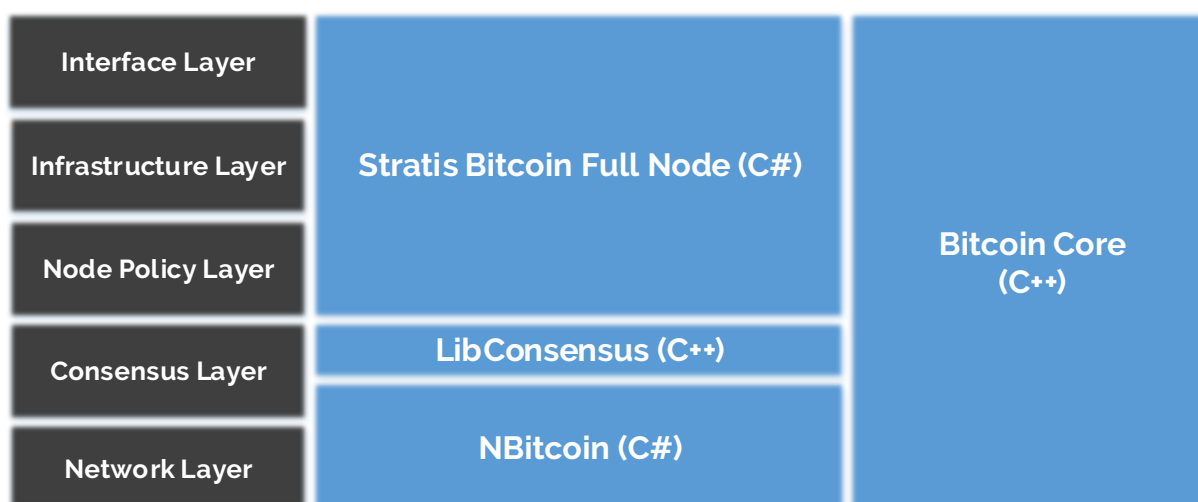 Interface Layer
Infrastructure Layer
Node Policy Layer
Consensus Layer
Network Layer
Stratis Bitcoin Full Node (C#)
LibConsensus (C++)
NBitcoin (C#)
Bitcoin Core
(C++)